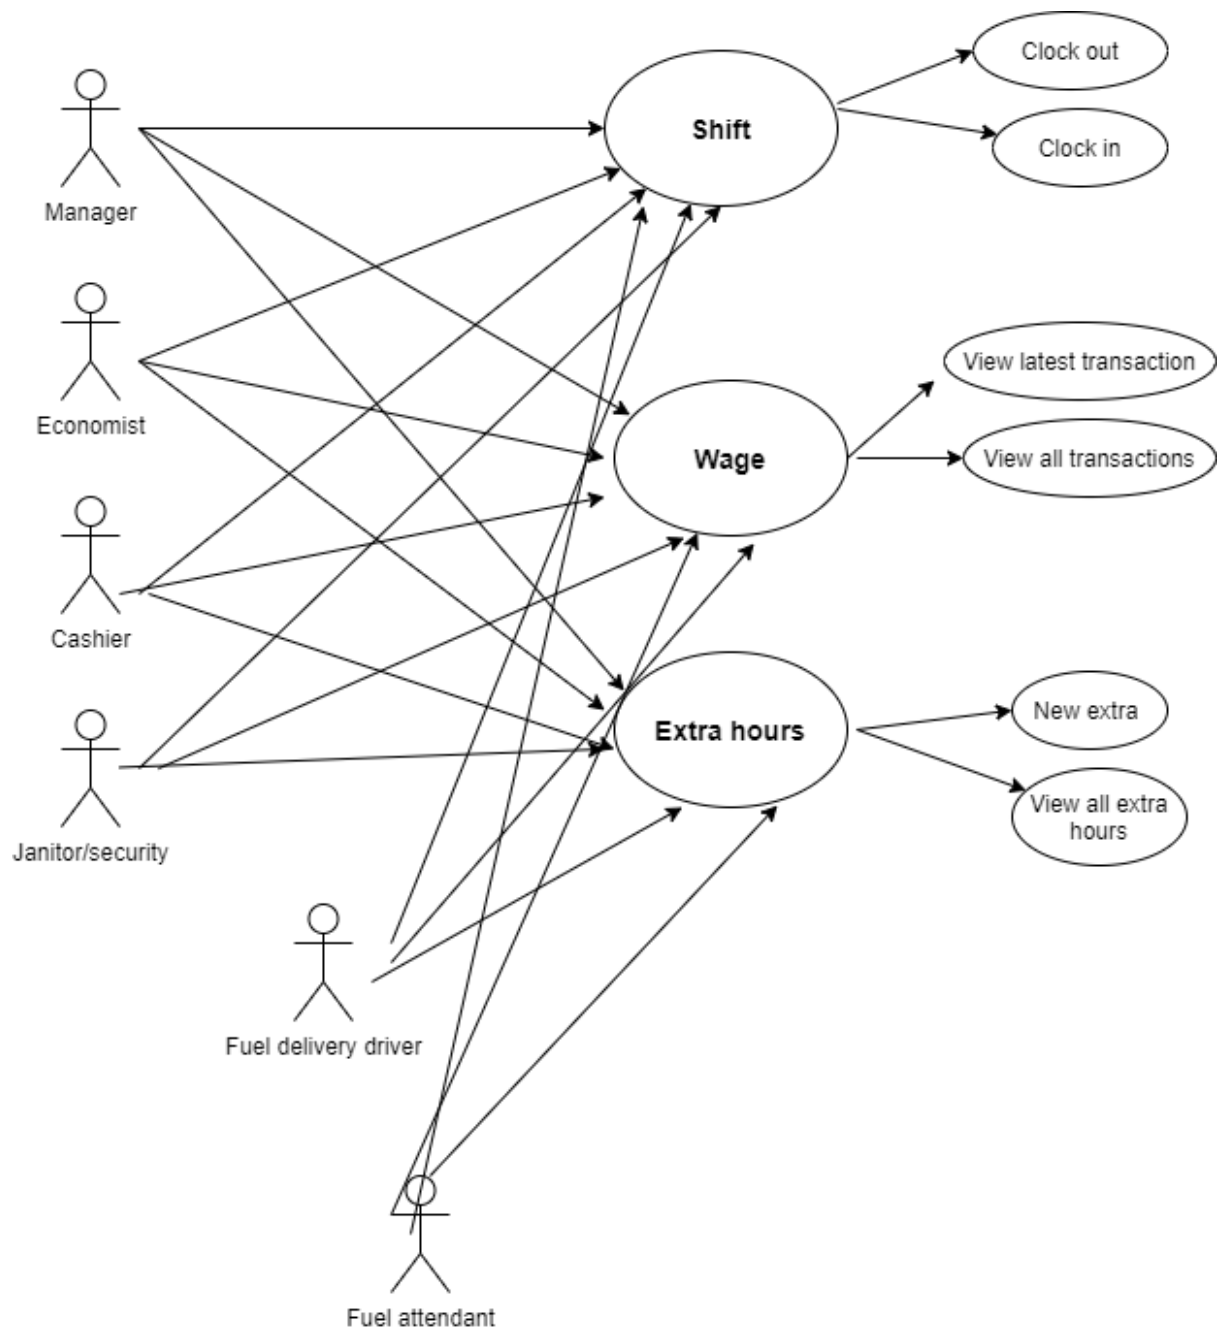 Clock out
Shift
Clock in
Manager
View latest transaction
Economist
Wage
View all transactions
Cashier
New extra
Extra hours
View all extra
hours
Janitor/security
Fuel delivery driver
Fuel attendant